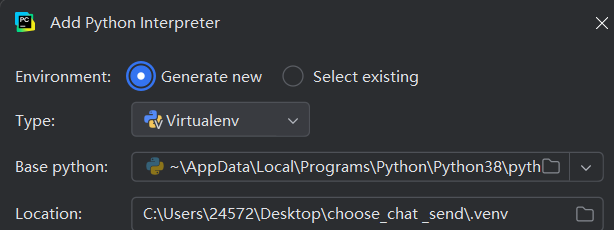 PC
Add Python Interpreter
Environment: Generate new Select existing
Type: Virtualenv
Base python: ~\AppData\Local\Programs\Python\Python38\pyth
Location: C:\Users\24572\Desktop\choose_chat _send\.venv